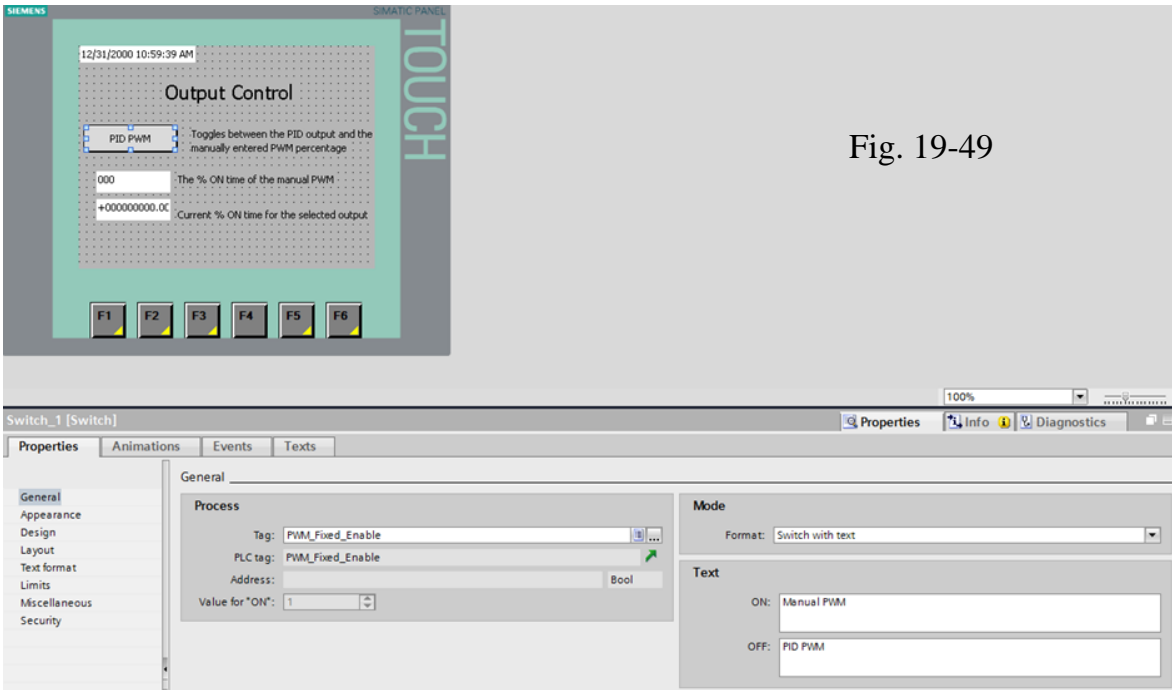 SIEMENS
SIMATIC PANEL
TOUCH
12/31/2000 10:59:39 AM
Output Control
PID PWM
Toggles between the PID output and the
manually entered PWM percentage
000
The % ON time of the manual PWM
+000000000.00
Current % ON time for the selected output
F1 F2 F3 F4 F5 F6
Fig. 19-49
100%
Switch_1 [Switch]
Properties
Info
Diagnostics
Properties Animations Events Texts
General
Appearance
Design
Layout
Text format
Limits
Miscellaneous
Security
General
Process
Tag: PWM_Fixed_Enable
...
PLC tag: PWM_Fixed_Enable
Address: Bool
Value for "ON": 1
Mode
Format: Switch with text
Text
ON: Manual PWM
OFF: PID PWM